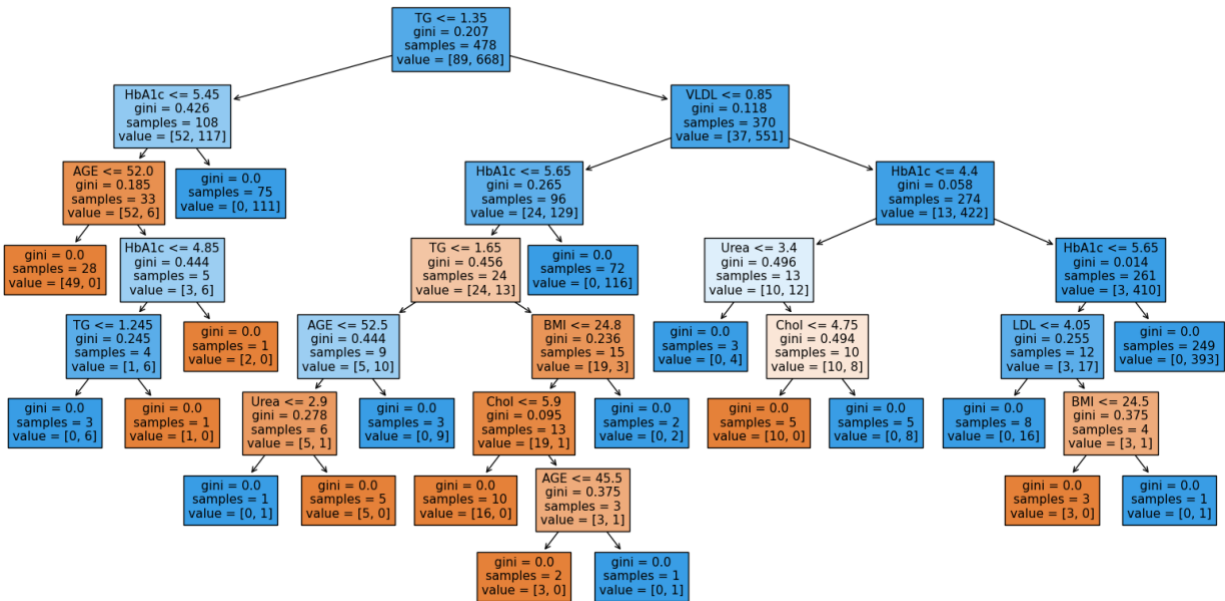 TG <= 1.35
gini = 0.207
samples = 478
value = [89, 668]
HbA1c <= 5.45
gini = 0.426
samples = 108
value = [52, 117]
VLDL <= 0.85
gini = 0.118
samples = 370
value = [37, 551]
AGE <= 52.0
gini = 0.185
samples = 33
value = [52, 6]
gini = 0.0
samples = 75
value = [0, 111]
HbA1c <= 5.65
gini = 0.265
samples = 96
value = [24, 129]
HbA1c <= 4.4
gini = 0.058
samples = 274
value = [13, 422]
gini = 0.0
samples = 28
value = [49, 0]
HbA1c <= 4.85
gini = 0.444
samples = 5
value = [3, 6]
TG <= 1.65
gini = 0.456
samples = 24
value = [24, 13]
gini = 0.0
samples = 72
value = [0, 116]
Urea <= 3.4
gini = 0.496
samples = 13
value = [10, 12]
HbA1c <= 5.65
gini = 0.014
samples = 261
value = [3, 410]
TG <= 1.245
gini = 0.245
samples = 4
value = [1, 6]
gini = 0.0
samples = 1
value = [2, 0]
AGE <= 52.5
gini = 0.444
samples = 9
value = [5, 10]
BMI <= 24.8
gini = 0.236
samples = 15
value = [19, 3]
gini = 0.0
samples = 3
value = [0, 4]
Chol <= 4.75
gini = 0.494
samples = 10
value = [10, 8]
LDL <= 4.05
gini = 0.255
samples = 12
value = [3, 17]
gini = 0.0
samples = 249
value = [0, 393]
gini = 0.0
samples = 3
value = [0, 6]
gini = 0.0
samples = 1
value = [1, 0]
Urea <= 2.9
gini = 0.278
samples = 6
value = [5, 1]
gini = 0.0
samples = 3
value = [0, 9]
Chol <= 5.9
gini = 0.095
samples = 13
value = [19, 1]
gini = 0.0
samples = 2
value = [0, 2]
gini = 0.0
samples = 5
value = [10, 0]
gini = 0.0
samples = 5
value = [0, 8]
gini = 0.0
samples = 8
value = [0, 16]
BMI <= 24.5
gini = 0.375
samples = 4
value = [3, 1]
gini = 0.0
samples = 1
value = [0, 1]
gini = 0.0
samples = 5
value = [5, 0]
gini = 0.0
samples = 10
value = [16, 0]
AGE <= 45.5
gini = 0.375
samples = 3
value = [3, 1]
gini = 0.0
samples = 3
value = [3, 0]
gini = 0.0
samples = 1
value = [0, 1]
gini = 0.0
samples = 2
value = [3, 0]
gini = 0.0
samples = 1
value = [0, 1]